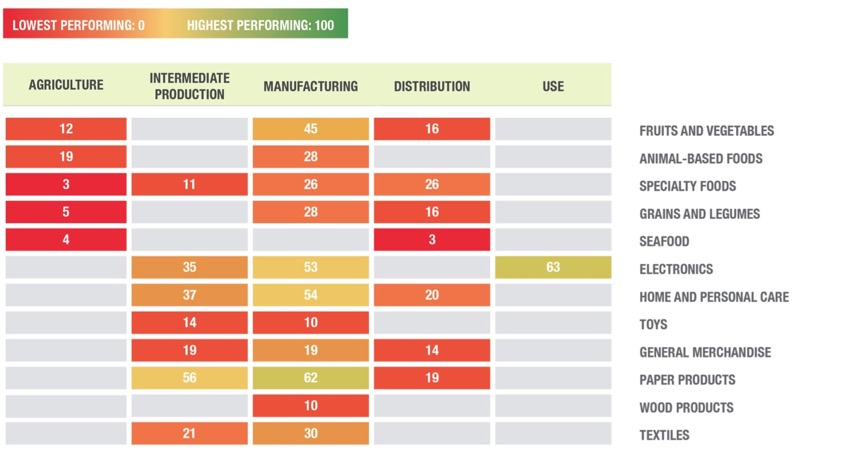 LOWEST PERFORMING: 0 HIGHEST PERFORMING: 100
AGRICULTURE INTERMEDIATE PRODUCTION MANUFACTURING DISTRIBUTION USE
12 45 16 FRUITS AND VEGETABLES
19 28 ANIMAL-BASED FOODS
3 11 26 26 SPECIALTY FOODS
5 28 16 GRAINS AND LEGUMES
4 3 SEAFOOD
35 53 63 ELECTRONICS
37 54 20 HOME AND PERSONAL CARE
14 10 TOYS
19 19 14 GENERAL MERCHANDISE
56 62 19 PAPER PRODUCTS
10 WOOD PRODUCTS
21 30 TEXTILES